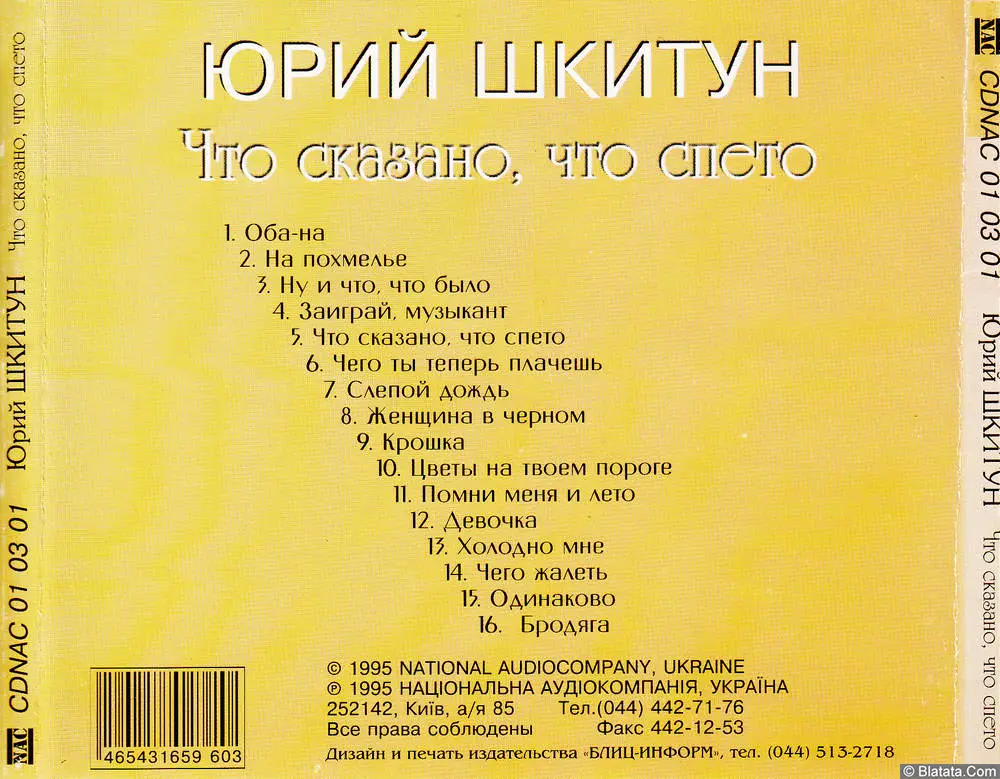 ЮРИЙ ШКИТУН
Что сказано, что спето
1. Оба-на
2. На похмелье
3. Ну и что, что было
4. Заиграй, музыкант
5. Что сказано, что спето
6. Чего ты теперь плачешь
7. Слепой дождь
8. Женщина в черном
9. Крошка
10. Цветы на твоем пороге
11. Помни меня и лето
12. Девочка
13. Холодно мне
14. Чего жалеть
15. Одинаково
16. Бродяга
© 1995 NATIONAL AUDIOCOMPANY, UKRAINE
℗ 1995 НАЦІОНАЛЬНА АУДІОКОМПАНІЯ, УКРАЇНА
252142, Київ, а/я 85 Тел.(044) 442-71-76
Все права соблюдены Факс 442-12-53
Дизайн и печать издательства «БЛИЦ-ИНФОРМ», тел. (044) 513-2718
465431659 603
NAC CDNAC 01 03 01 Юрий ШКИТУН Что сказано, что спето
NAC CDNAC 01 03 01 Юрий ШКИТУН Что сказано, что спето
© Blatata.Com